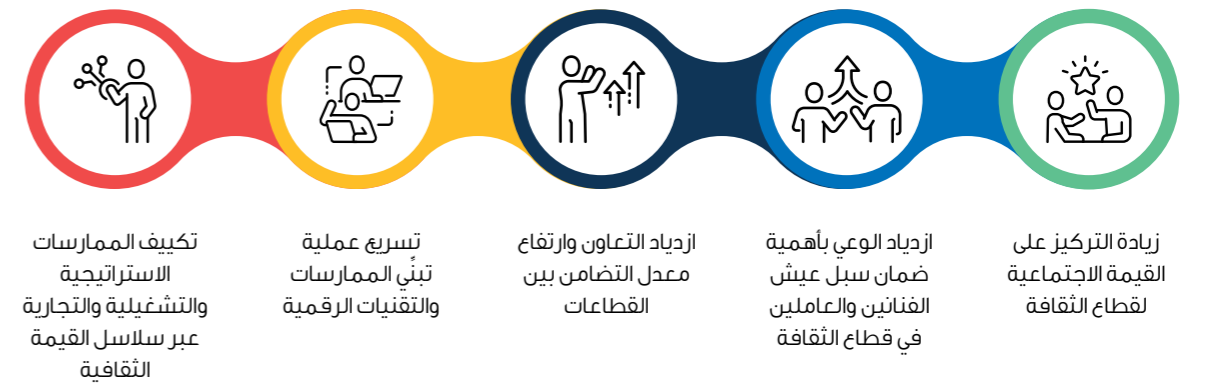 زيادة التركيز على
القيمة الاجتماعية
لقطاع الثقافة
ازدياد الوعي بأهمية
ضمان سبل عيش
الفنانين والعاملين
في قطاع الثقافة
ازدياد التعاون وارتفاع
معدل التضامن بين
القطاعات
تسريع عملية
تبنِّي الممارسات
والتقنيات الرقمية
تكييف الممارسات
الاستراتيجية
والتشغيلية والتجارية
عبر سلاسل القيمة
الثقافية